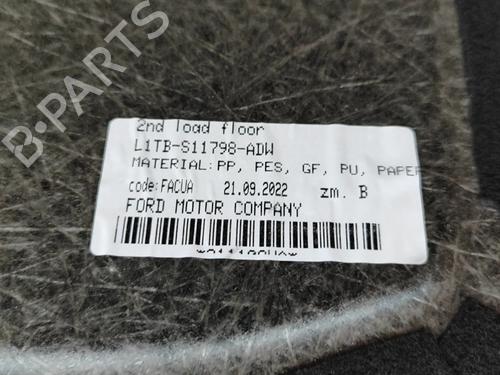 2nd load floor
L1TB-S11798-ADW
MATERIAL: PP, PES, GF, PU, PAPER
code: FACUA 21.09.2022 zm. B
FORD MOTOR COMPANY